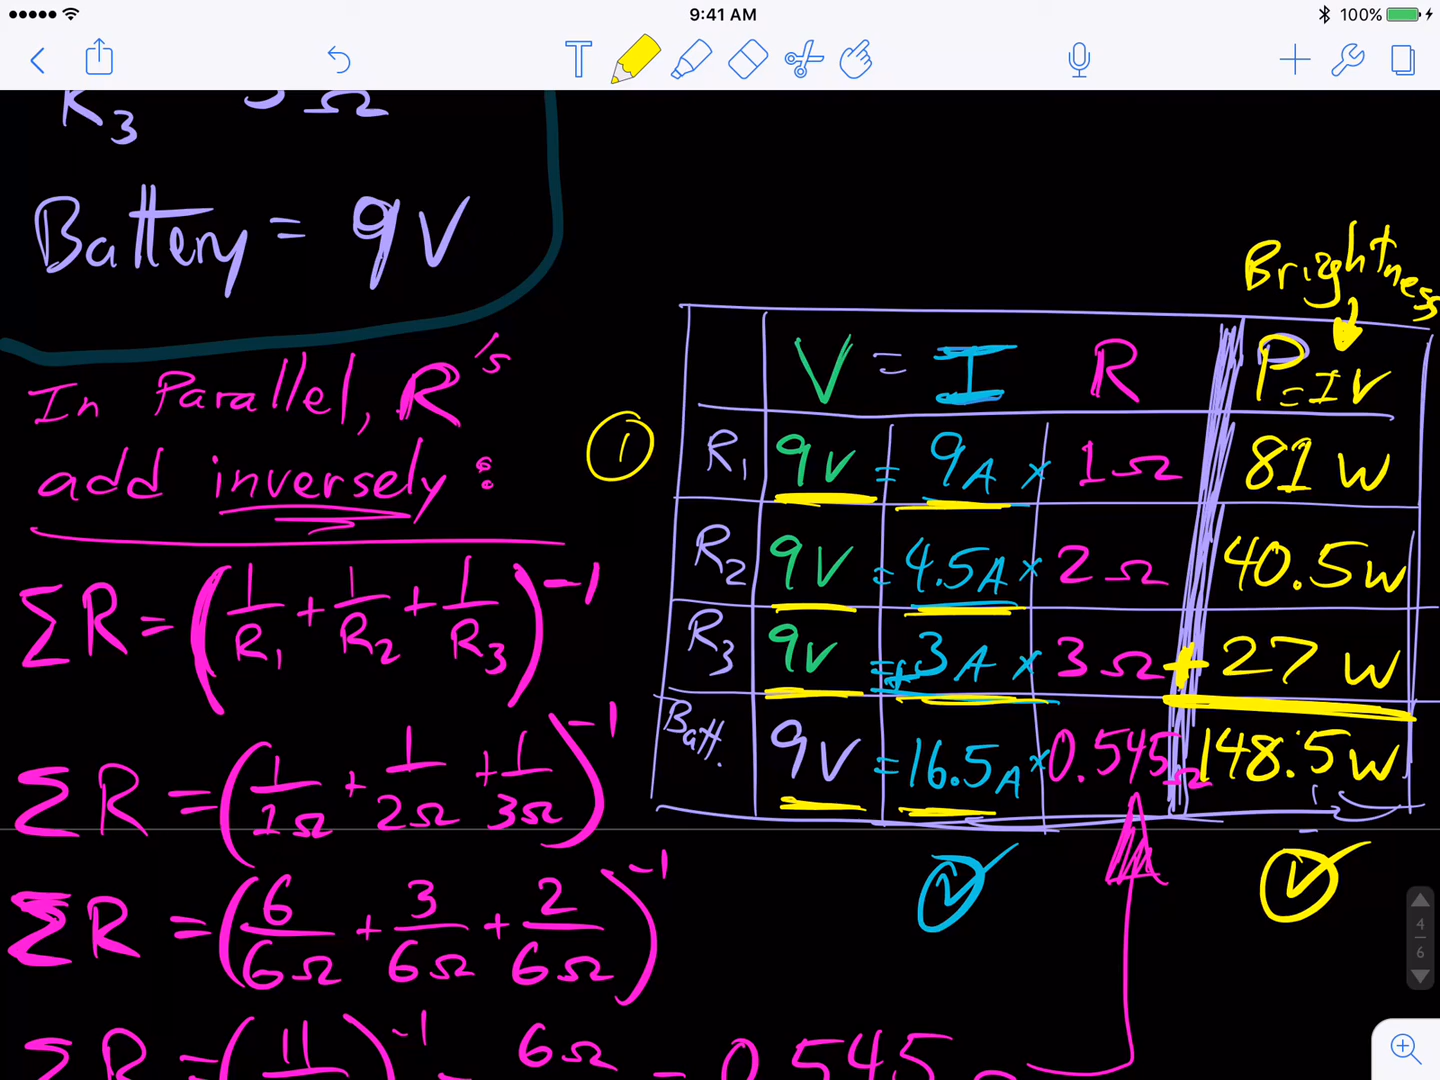 9:41 AM
100%
T
R3 3 Ω
Battery = 9V
In Parallel, R's
add inversely:
ΣR = (1/R1 + 1/R2 + 1/R3)^-1
ΣR = (1/1Ω + 1/2Ω + 1/3Ω)^-1
ΣR = (6/6Ω + 3/6Ω + 2/6Ω)^-1
ΣR = (11 )^-1 = 6Ω = 0.545
Brightness
V = I R P=IV
1
R1 9V = 9A × 1Ω 81 W
R2 9V = 4.5A × 2Ω 40.5W
R3 9V = + 3A × 3Ω + 27 W
Batt. 9V = 16.5A × 0.545Ω 148.5W
4
6